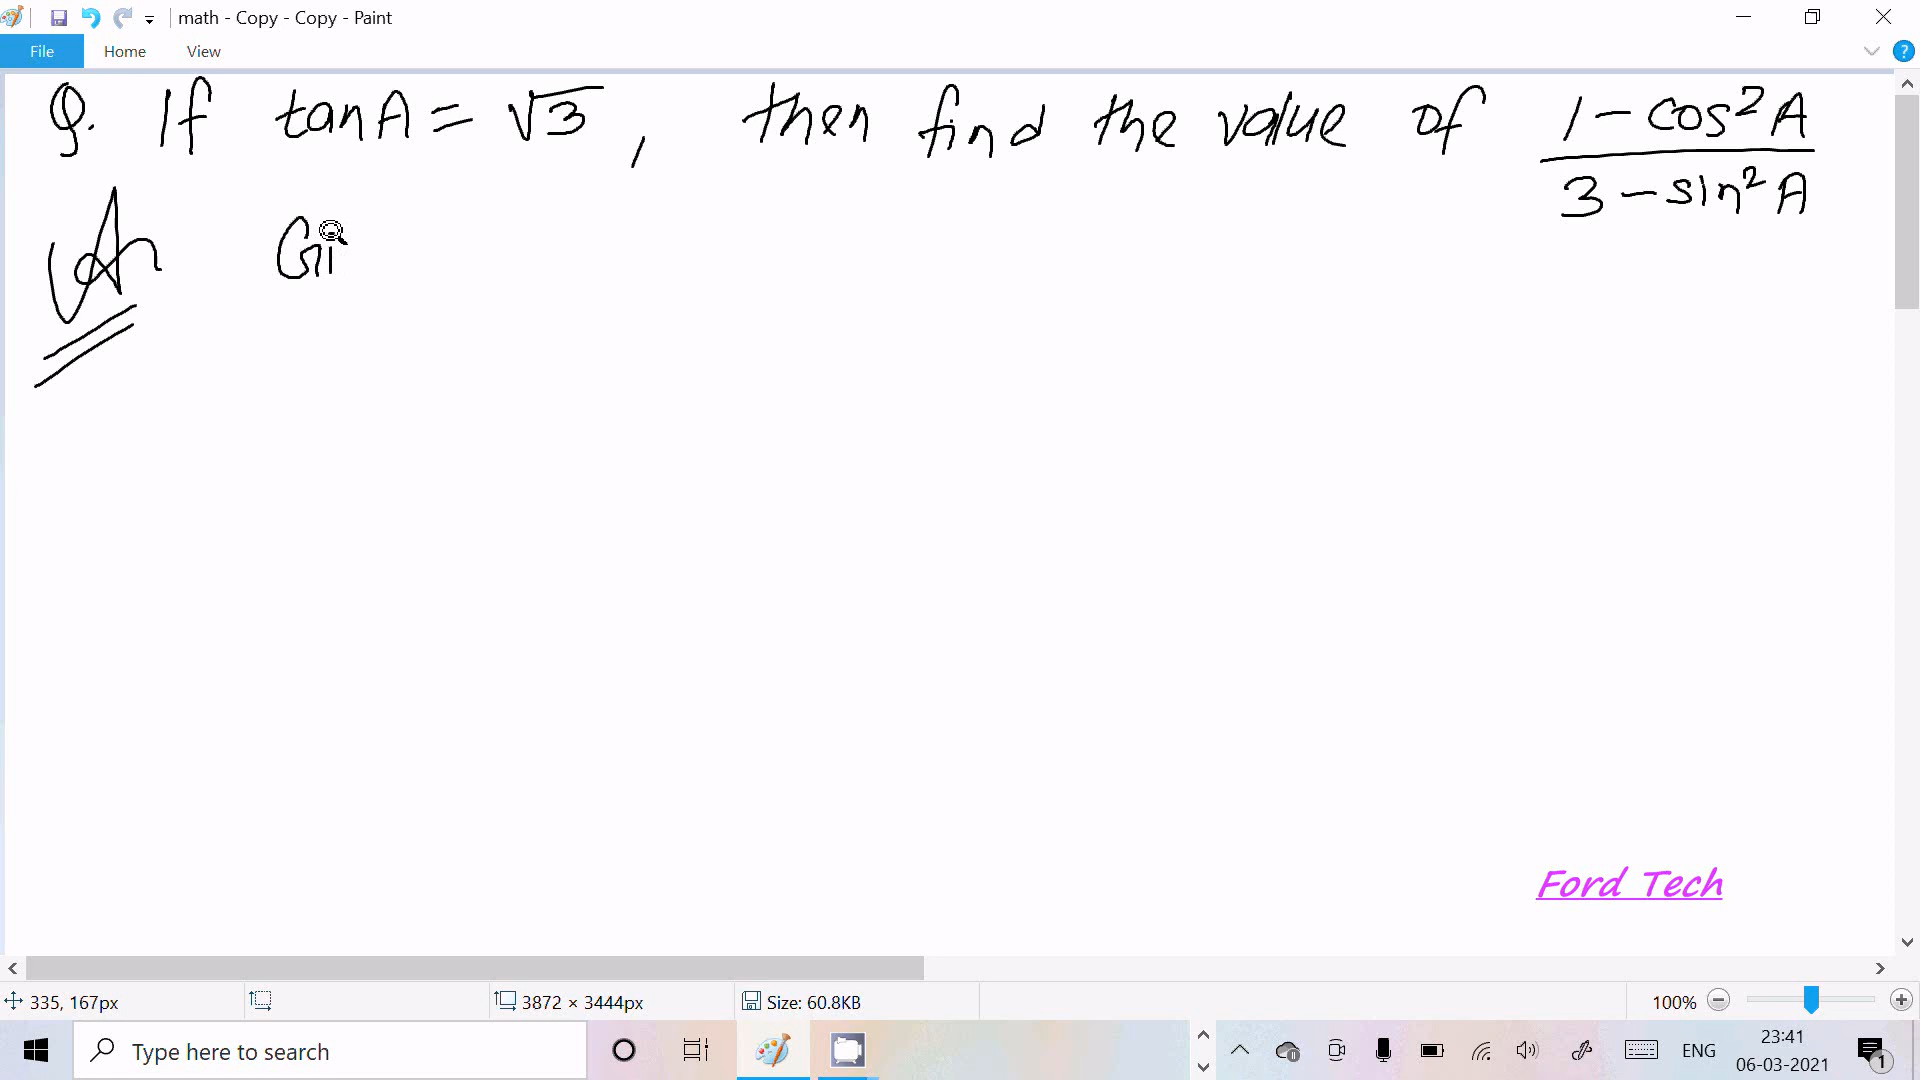 math - Copy - Copy - Paint
File Home View
Q. If tanA = √3, then find the value of 1 - cos²A
3 - sin²A
A
Gi
Ford Tech
335, 167px 3872 × 3444px Size: 60.8KB 100%
Type here to search
ENG
23:41
06-03-2021
1